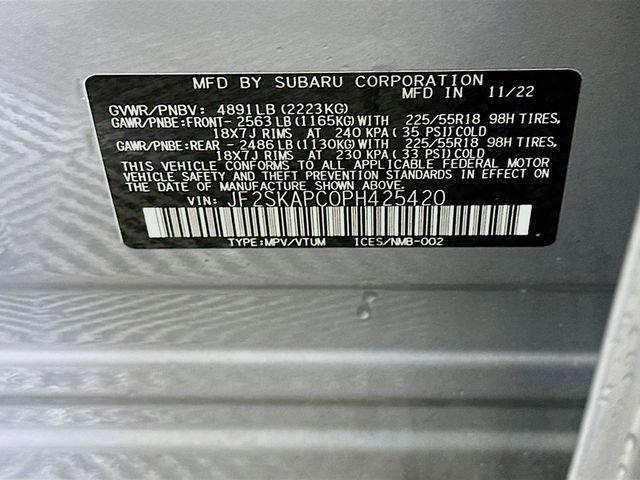 MFD BY SUBARU CORPORATION
MFD IN 11/22
GVWR/PNBV: 4891LB (2223KG)
GAWR/PNBE:FRONT- 2563LB (1165KG)WITH 225/55R18 98H TIRES,
18X7J RIMS AT 240 KPA( 35 PSI)COLD
GAWR/PNBE:REAR - 2486LB (1130KG)WITH 225/55R18 98H TIRES,
18X7J RIMS AT 230 KPA( 33 PSI)COLD
THIS VEHICLE CONFORMS TO ALL APPLICABLE FEDERAL MOTOR
VEHICLE SAFETY AND THEFT PREVENTION STANDARDS IN EFFECT ON
THE DATE OF MANUFACTURE SHOWN ABOVE.
VIN: JF2SKAPC0PH425420
TYPE:MPV/VTUM ICES/NMB-002